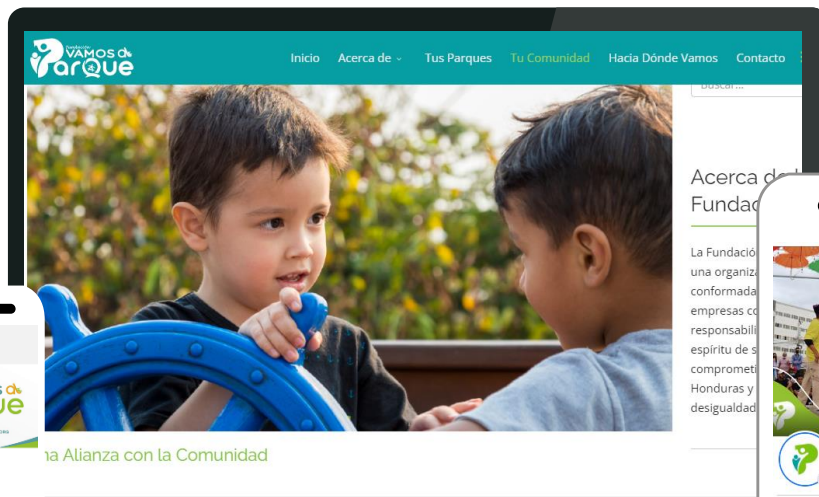 Fundación
VAMOS de
Parque
Inicio Acerca de Tus Parques Tu Comunidad Hacia Dónde Vamos Contacto
Buscar...
Acerca de
Fundac
La Fundació
una organiza
conformada
empresas co
responsabili
espíritu de s
compromet
Honduras y
desigualdad
na Alianza con la Comunidad